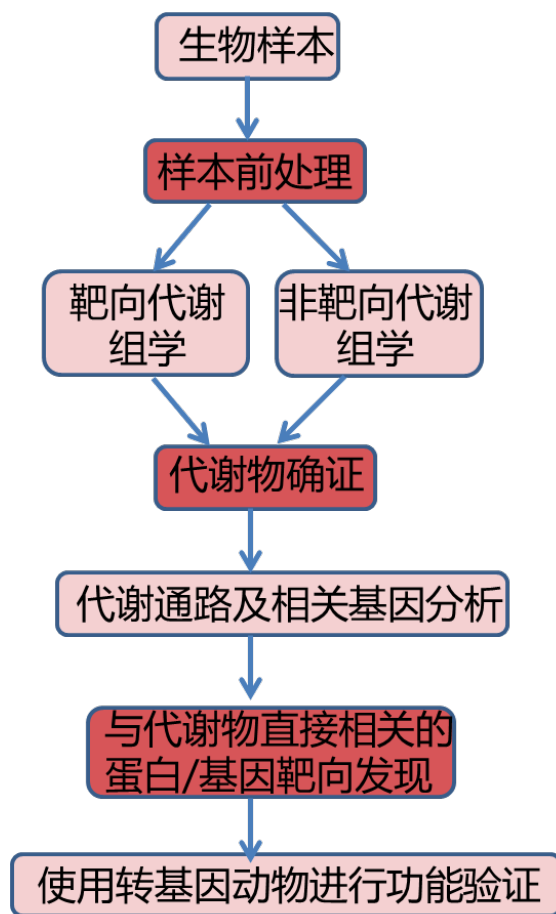 生物样本
样本前处理
靶向代谢
组学
非靶向代谢
组学
代谢物确证
代谢通路及相关基因分析
与代谢物直接相关的
蛋白/基因靶向发现
使用转基因动物进行功能验证